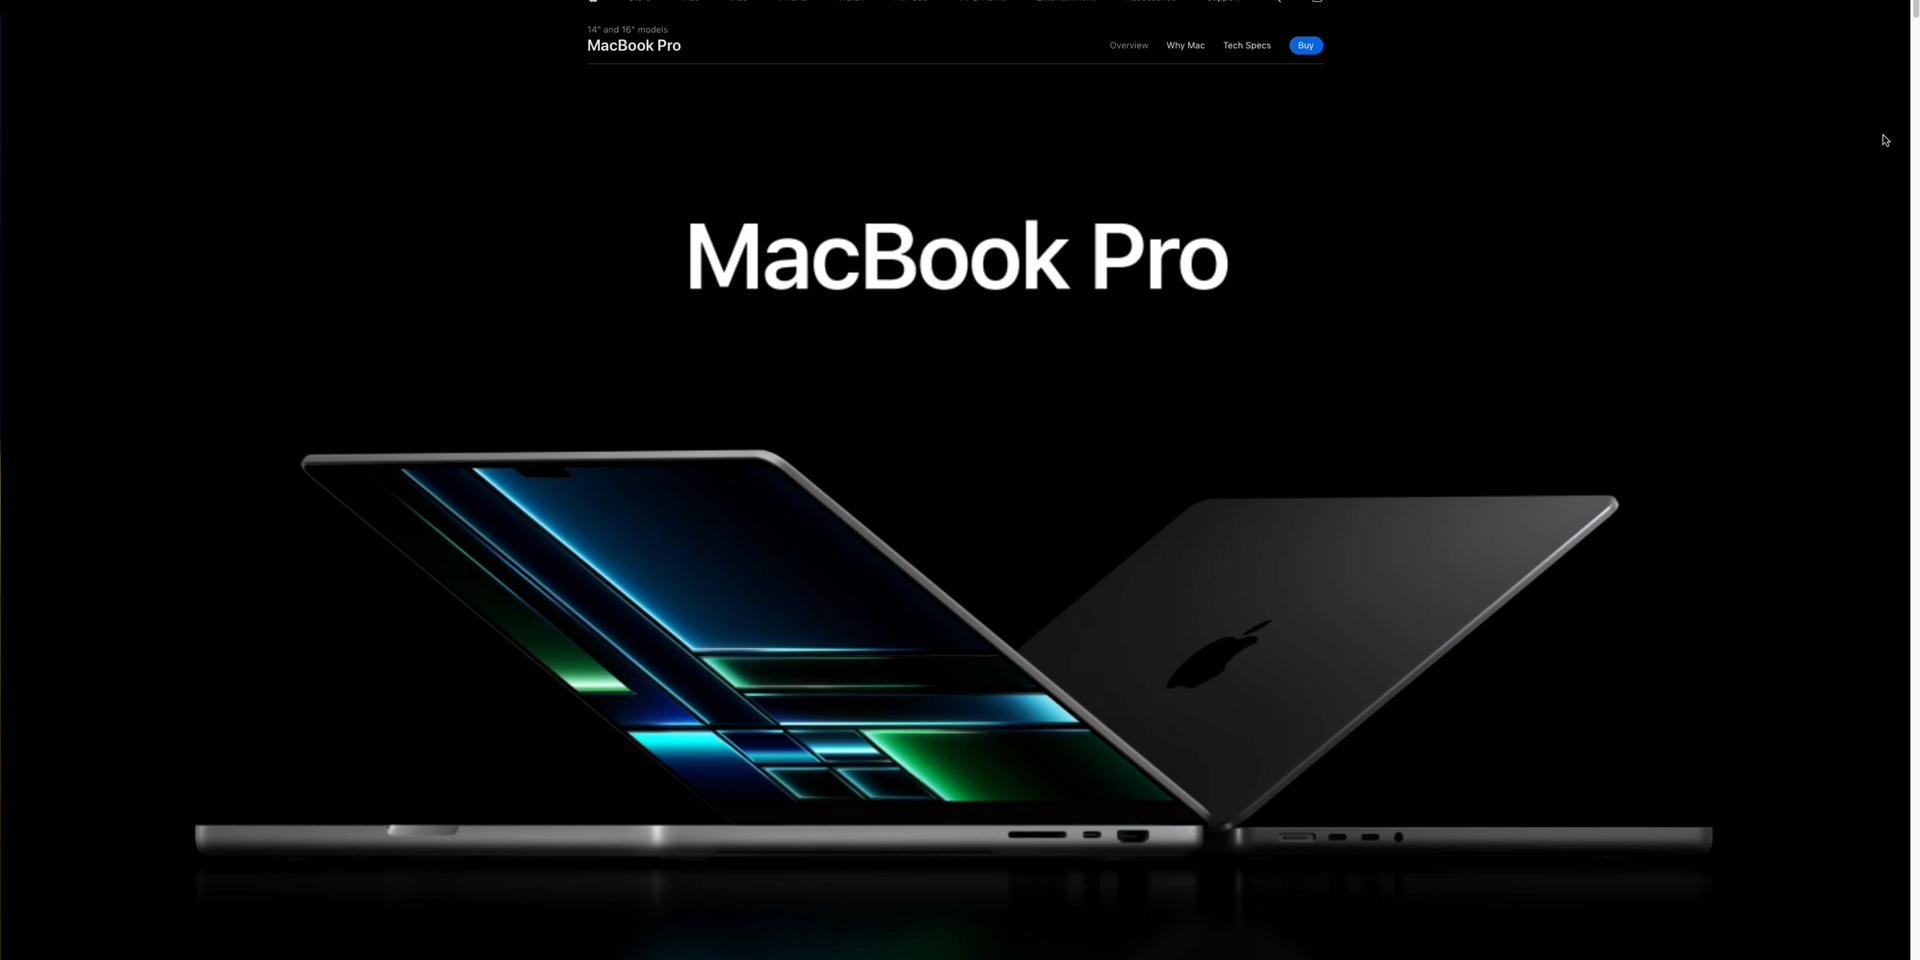 14" and 16" models
MacBook Pro
Overview Why Mac Tech Specs Buy
MacBook Pro